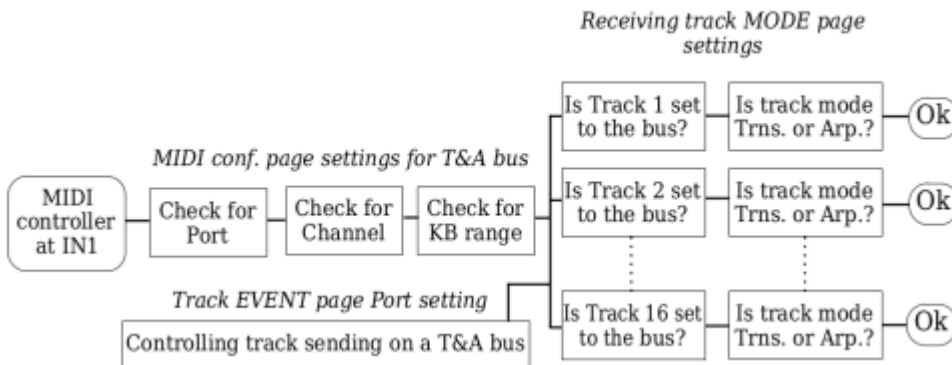 Receiving track MODE page
settings
Is Track 1 set
to the bus?
Is track mode
Trns. or Arp.?
Ok
MIDI conf. page settings for T&A bus
MIDI
controller
at IN1
Check for
Port
Check for
Channel
Check for
KB range
Is Track 2 set
to the bus?
Is track mode
Trns. or Arp.?
Ok
Track EVENT page Port setting
Controlling track sending on a T&A bus
Is Track 16 set
to the bus?
Is track mode
Trns. or Arp.?
Ok